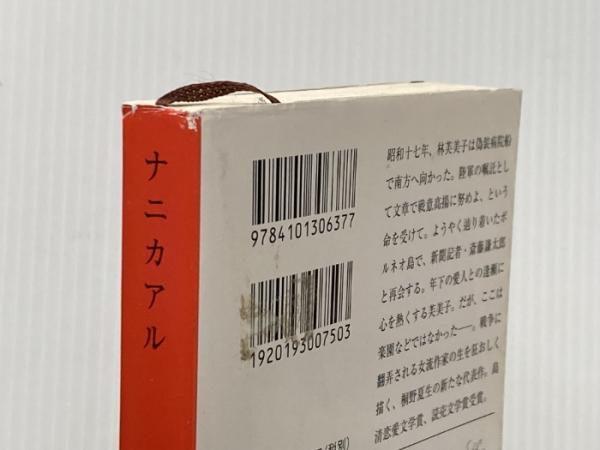 ナニカアル
9784101306377
1920193007503
昭和十七年、林芙美子は偽装病院船
で南方へ向かった。陸軍の嘱託とし
て文章で戦意高揚に努めよ、という
命を受けて。ようやく辿り着いたボ
ルネオ島で、新聞記者・斎藤謙太郎
と再会する。年下の愛人との逢瀬に
心を熱くする芙美子。だが、ここは
楽園などではなかった――。戦争に
翻弄される女流作家の生を狂おしく
描く、桐野夏生の新たな代表作。島
清恋愛文学賞、読売文学賞受賞。
(税別)